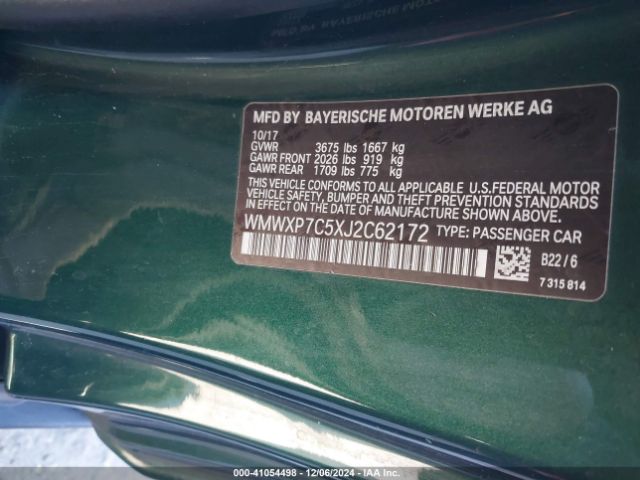 MFD BY BAYERISCHE MOTOREN WERKE AG
10/17
GVWR 3675 lbs 1667 kg
GAWR FRONT 2026 lbs 919 kg
GAWR REAR 1709 lbs 775 kg
THIS VEHICLE CONFORMS TO ALL APPLICABLE U.S.FEDERAL MOTOR
VEHICLE SAFETY, BUMPER AND THEFT PREVENTION STANDARDS
IN EFFECT ON THE DATE OF MANUFACTURE SHOWN ABOVE.
WMWXP7C5XJ2C62172 TYPE: PASSENGER CAR
B22/6
7315814
000-41054498 - 12/06/2024 - IAA Inc.